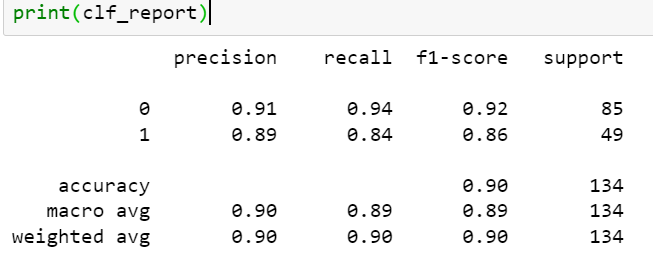 print(clf_report)
precision recall f1-score support
0 0.91 0.94 0.92 85
1 0.89 0.84 0.86 49
accuracy 0.90 134
macro avg 0.90 0.89 0.89 134
weighted avg 0.90 0.90 0.90 134